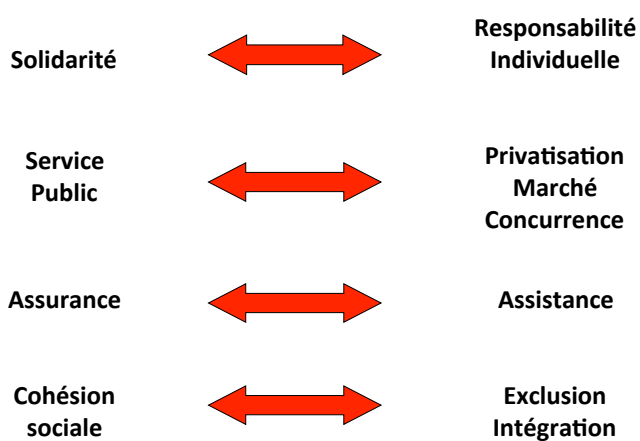 Solidarité
Responsabilité
Individuelle
Service
Public
Privatisation
Marché
Concurrence
Assurance
Assistance
Cohésion
sociale
Exclusion
Intégration